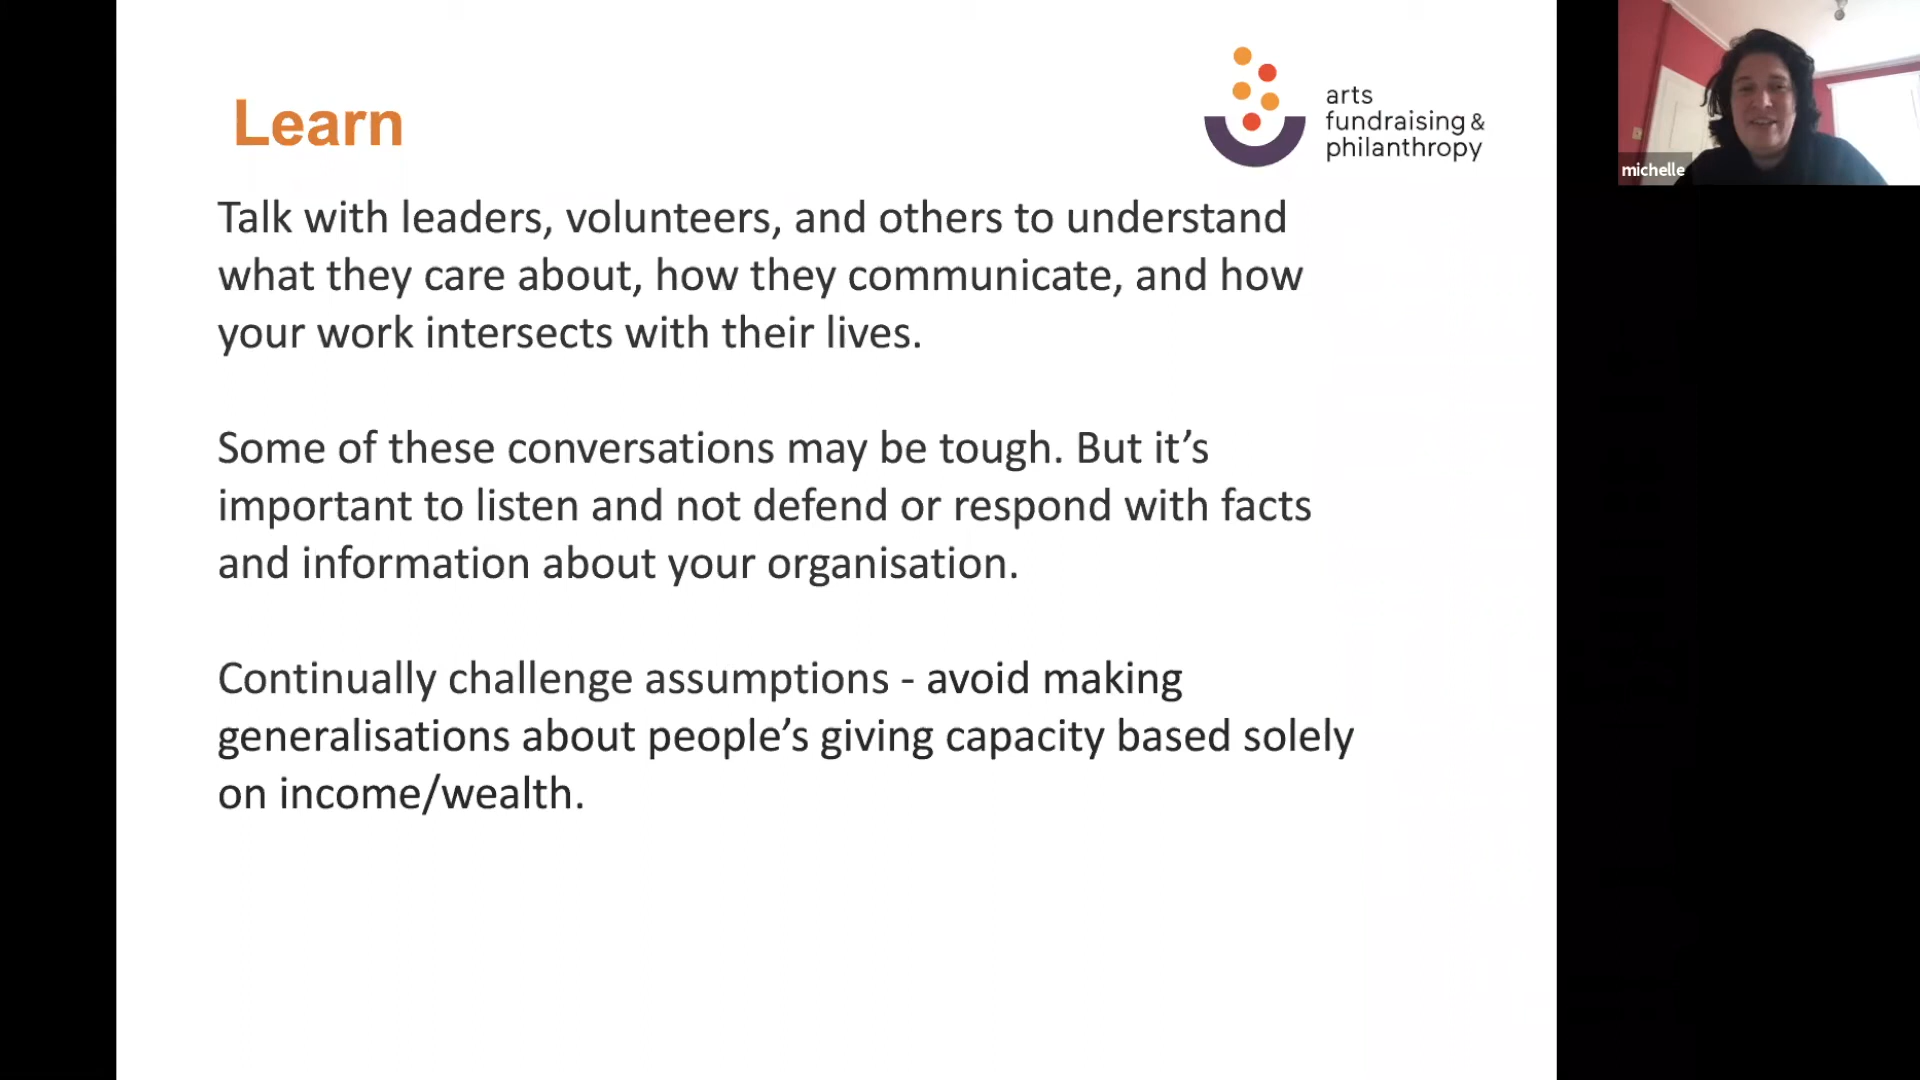 Learn
arts
fundraising &
philanthropy
michelle
Talk with leaders, volunteers, and others to understand
what they care about, how they communicate, and how
your work intersects with their lives.
Some of these conversations may be tough. But it’s
important to listen and not defend or respond with facts
and information about your organisation.
Continually challenge assumptions - avoid making
generalisations about people’s giving capacity based solely
on income/wealth.